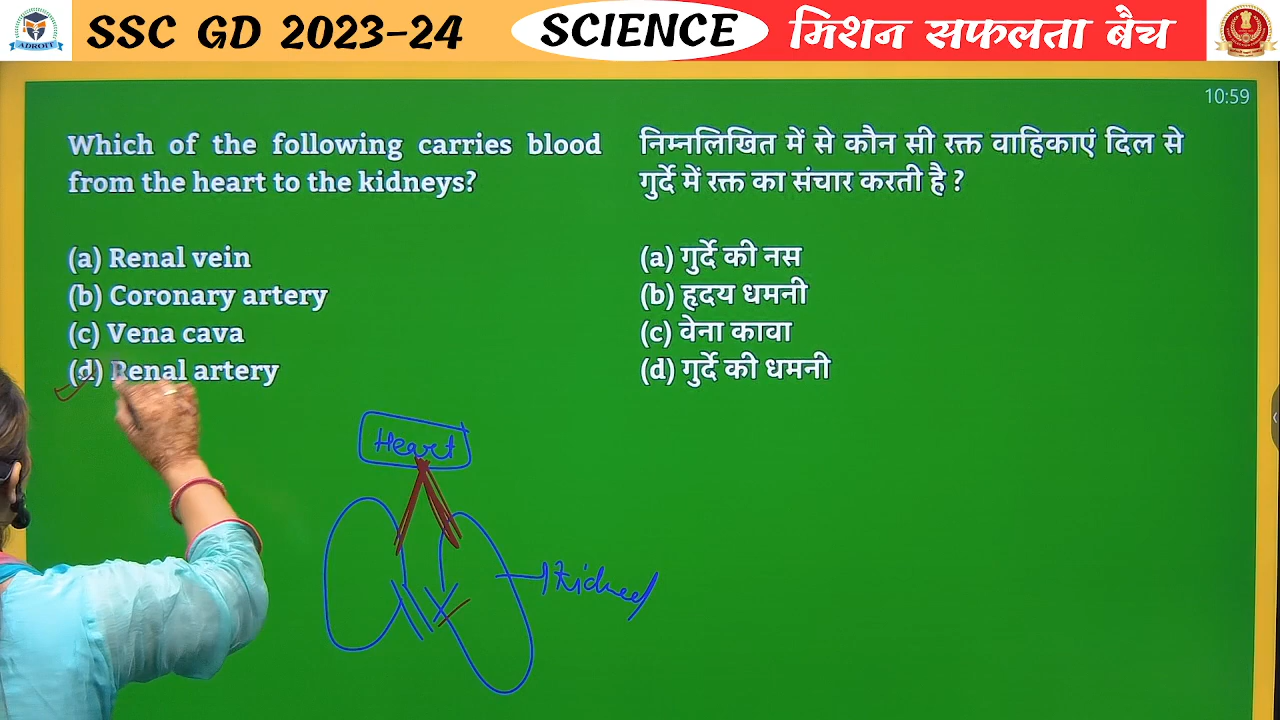 ADROIT
SSC GD 2023-24
SCIENCE
मिशन सफलता बैच
10:59
Which of the following carries blood
from the heart to the kidneys?
(a) Renal vein
(b) Coronary artery
(c) Vena cava
(d) Renal artery
निम्नलिखित में से कौन सी रक्त वाहिकाएं दिल से
गुर्दे में रक्त का संचार करती है ?
(a) गुर्दे की नस
(b) हृदय धमनी
(c) वेना कावा
(d) गुर्दे की धमनी
Heart